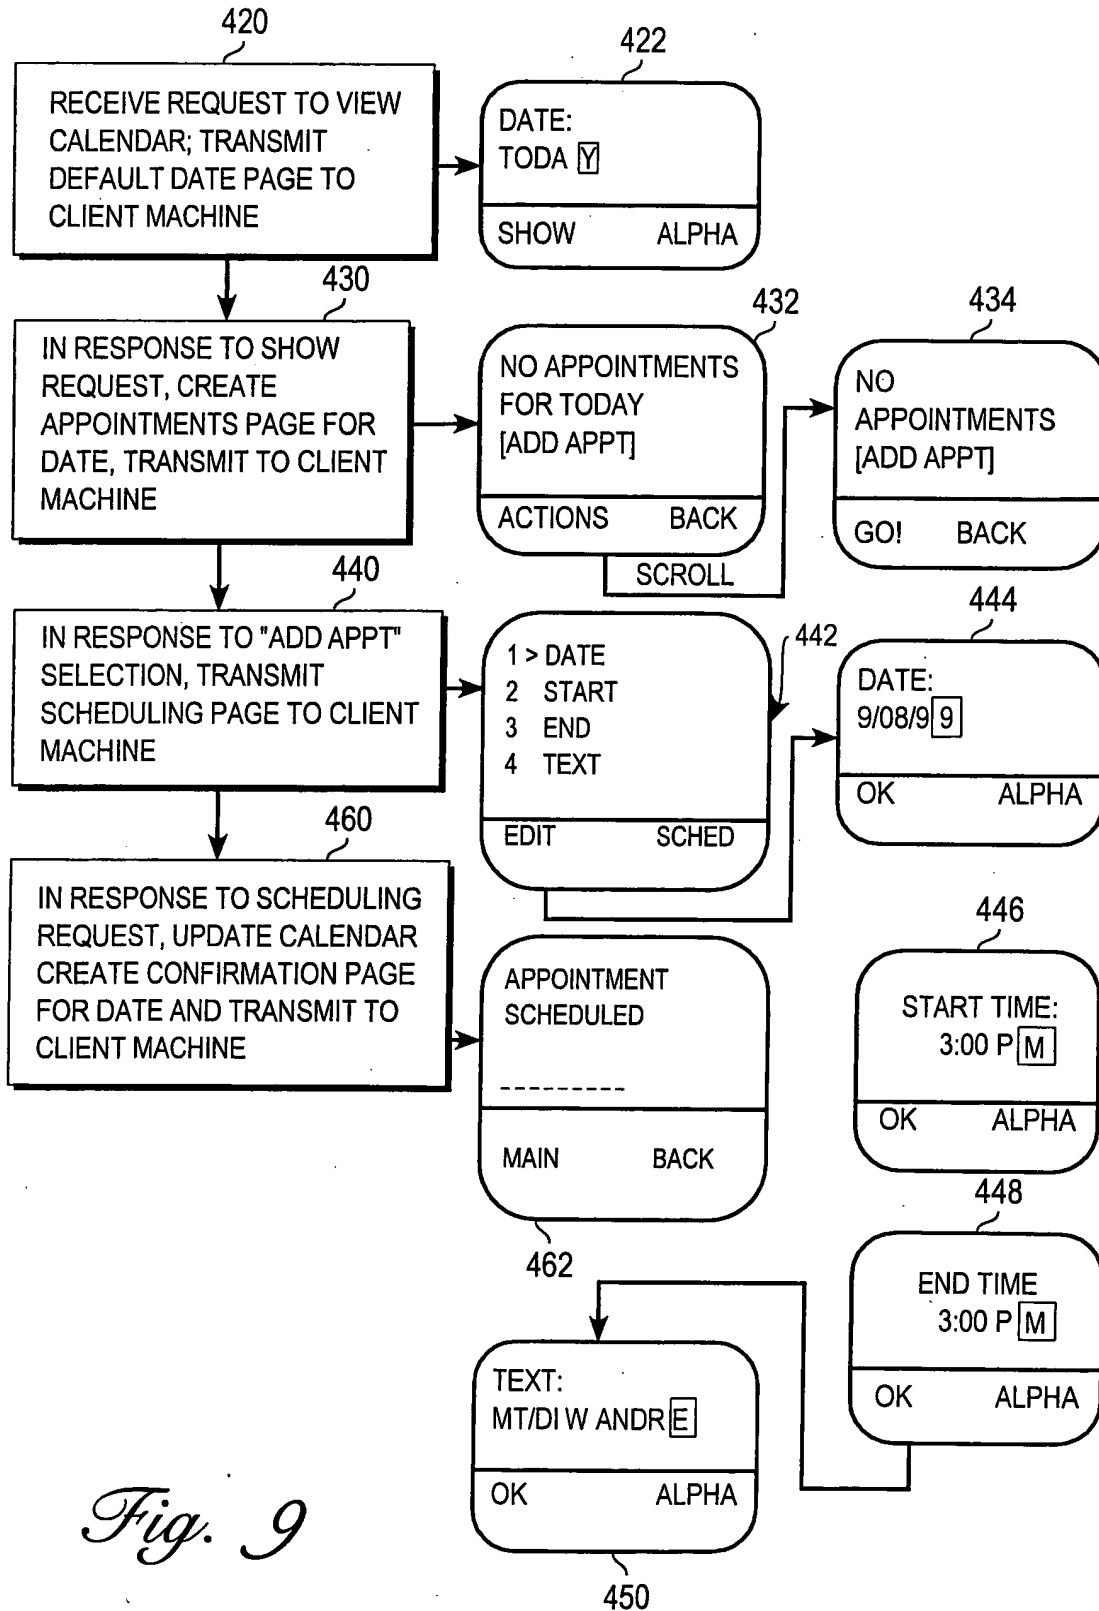 420
RECEIVE REQUEST TO VIEW
CALENDAR; TRANSMIT
DEFAULT DATE PAGE TO
CLIENT MACHINE
422
DATE:
TODA Y
SHOW ALPHA
430
IN RESPONSE TO SHOW
REQUEST, CREATE
APPOINTMENTS PAGE FOR
DATE, TRANSMIT TO CLIENT
MACHINE
432
NO APPOINTMENTS
FOR TODAY
[ADD APPT]
ACTIONS BACK
SCROLL
434
NO
APPOINTMENTS
[ADD APPT]
GO! BACK
440
IN RESPONSE TO "ADD APPT"
SELECTION, TRANSMIT
SCHEDULING PAGE TO CLIENT
MACHINE
442
1 > DATE
2 START
3 END
4 TEXT
EDIT SCHED
444
DATE:
9/08/9 9
OK ALPHA
460
IN RESPONSE TO SCHEDULING
REQUEST, UPDATE CALENDAR
CREATE CONFIRMATION PAGE
FOR DATE AND TRANSMIT TO
CLIENT MACHINE
APPOINTMENT
SCHEDULED
---------
MAIN BACK
462
446
START TIME:
3:00 P M
OK ALPHA
448
END TIME
3:00 P M
OK ALPHA
TEXT:
MT/DI W ANDR E
OK ALPHA
450
Fig. 9